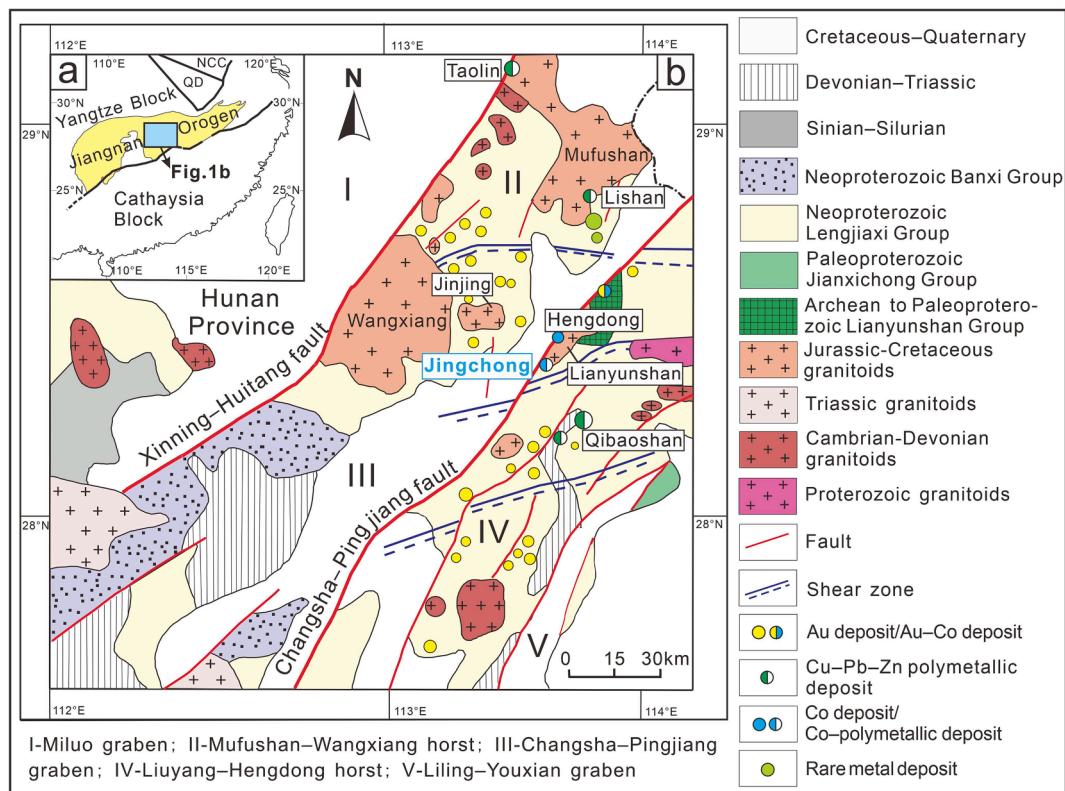 112°E
113°E
114°E
a
110°E
NCC
120°E
QD
30°N
30°N
Yangtze Block
Orogen
Jiangnan
Fig.1b
25°N
25°N
Cathaysia
Block
110°E
115°E
120°E
b
N
29°N
29°N
28°N
28°N
Taolin
Mufushan
I
II
Lishan
Hunan
Province
Jinjing
Wangxiang
Hengdong
Jingchong
Lianyunshan
Xinning–Huitang fault
Qibaoshan
III
Changsha–Ping jiang fault
IV
V
0 15 30km
112°E
113°E
114°E
I-Miluo graben; II-Mufushan–Wangxiang horst; III-Changsha–Pingjiang
graben; IV-Liuyang–Hengdong horst; V-Liling–Youxian graben
Cretaceous–Quaternary
Devonian–Triassic
Sinian–Silurian
Neoproterozoic Banxi Group
Neoproterozoic
Lengjiaxi Group
Paleoproterozoic
Jianxichong Group
Archean to Paleoprotero-
zoic Lianyunshan Group
Jurassic-Cretaceous
granitoids
Triassic granitoids
Cambrian-Devonian
granitoids
Proterozoic granitoids
Fault
Shear zone
Au deposit/Au–Co deposit
Cu–Pb–Zn polymetallic
deposit
Co deposit/
Co–polymetallic deposit
Rare metal deposit